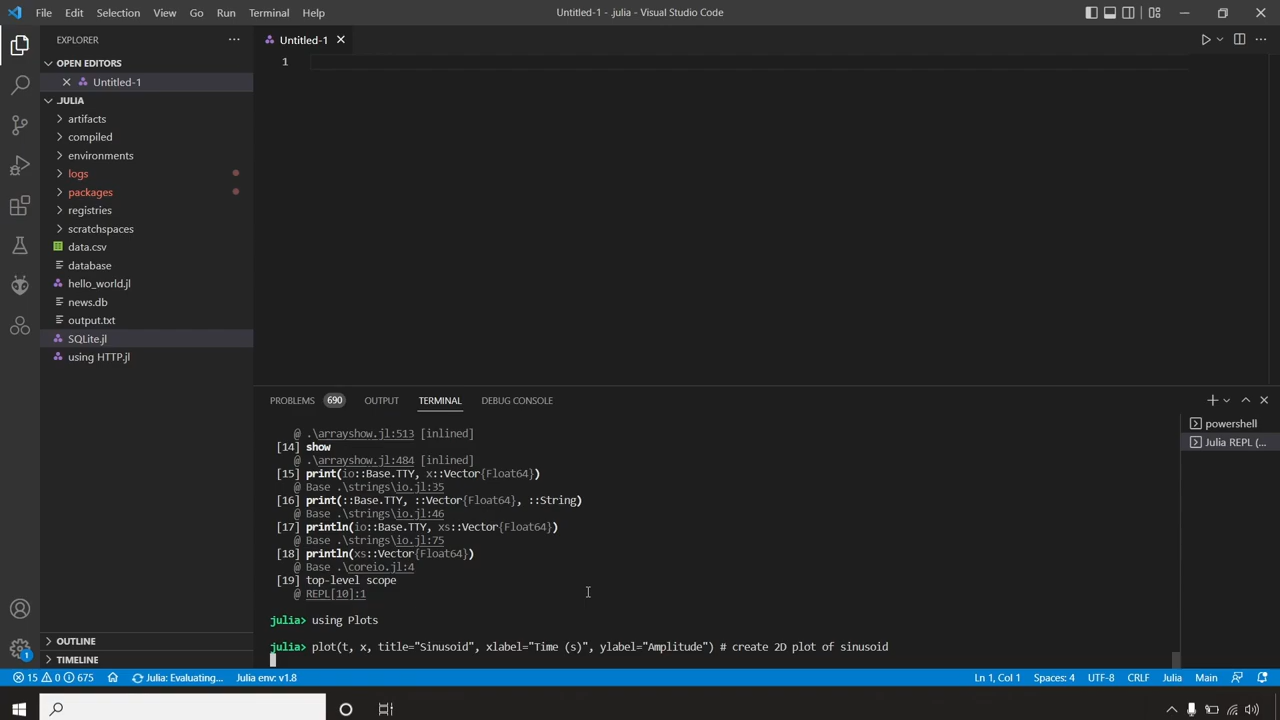 File Edit Selection View Go Run Terminal Help
Untitled-1 - .julia - Visual Studio Code
EXPLORER
OPEN EDITORS
Untitled-1
.JULIA
artifacts
compiled
environments
logs
packages
registries
scratchspaces
data.csv
database
hello_world.jl
news.db
output.txt
SQLite.jl
using HTTP.jl
OUTLINE
TIMELINE
Untitled-1
1
PROBLEMS 690 OUTPUT TERMINAL DEBUG CONSOLE
@ .\arrayshow.jl:513 [inlined]
[14] show
@ .\arrayshow.jl:484 [inlined]
[15] print(io::Base.TTY, x::Vector{Float64})
@ Base .\strings\io.jl:35
[16] print(::Base.TTY, ::Vector{Float64}, ::String)
@ Base .\strings\io.jl:46
[17] println(io::Base.TTY, xs::Vector{Float64})
@ Base .\strings\io.jl:75
[18] println(xs::Vector{Float64})
@ Base .\coreio.jl:4
[19] top-level scope
@ REPL[10]:1
julia> using Plots
julia> plot(t, x, title="Sinusoid", xlabel="Time (s)", ylabel="Amplitude") # create 2D plot of sinusoid
powershell
Julia REPL (...
1
15 0 675 Julia: Evaluating... Julia env: v1.8 Ln 1, Col 1 Spaces: 4 UTF-8 CRLF Julia Main